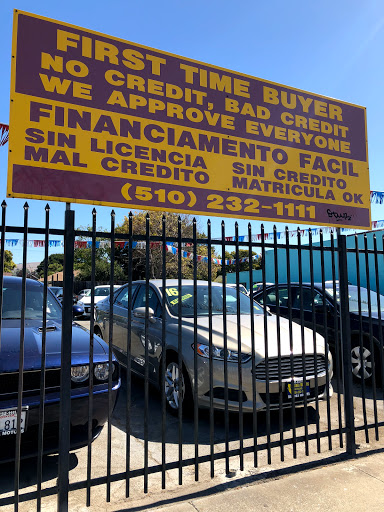 FIRST TIME BUYER
NO CREDIT, BAD CREDIT
WE APPROVE EVERYONE
FINANCIAMENTO FACIL
SIN LICENCIA SIN CREDITO
MAL CREDITO MATRICULA OK
(510) 232-1111